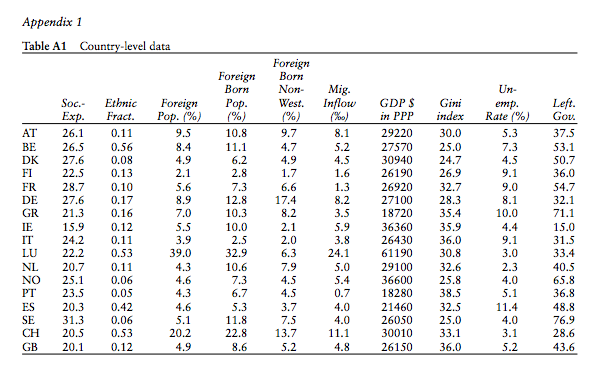 Appendix 1
Table A1 Country-level data
Foreign
Foreign Born
Born Non- Mig. Un-
Soc.- Ethnic Foreign Pop. West. Inflow GDP $ Gini emp. Left.
Exp. Fract. Pop. (%) (%) (%) (‰) in PPP index Rate (%) Gov.
AT 26.1 0.11 9.5 10.8 9.7 8.1 29220 30.0 5.3 37.5
BE 26.5 0.56 8.4 11.1 4.7 5.2 27570 25.0 7.3 53.1
DK 27.6 0.08 4.9 6.2 4.9 4.5 30940 24.7 4.5 50.7
FI 22.5 0.13 2.1 2.8 1.7 1.6 26190 26.9 9.1 36.0
FR 28.7 0.10 5.6 7.3 6.6 1.3 26920 32.7 9.0 54.7
DE 27.6 0.17 8.9 12.8 17.4 8.2 27100 28.3 8.1 32.1
GR 21.3 0.16 7.0 10.3 8.2 3.5 18720 35.4 10.0 71.1
IE 15.9 0.12 5.5 10.0 2.1 5.9 36360 35.9 4.4 15.0
IT 24.2 0.11 3.9 2.5 2.0 3.8 26430 36.0 9.1 31.5
LU 22.2 0.53 39.0 32.9 6.3 24.1 61190 30.8 3.0 33.4
NL 20.7 0.11 4.3 10.6 7.9 5.0 29100 32.6 2.3 40.5
NO 25.1 0.06 4.6 7.3 4.5 5.4 36600 25.8 4.0 65.8
PT 23.5 0.05 4.3 6.7 4.5 0.7 18280 38.5 5.1 36.8
ES 20.3 0.42 4.6 5.3 3.7 4.0 21460 32.5 11.4 48.8
SE 31.3 0.06 5.1 11.8 7.5 4.0 26050 25.0 4.0 76.9
CH 20.5 0.53 20.2 22.8 13.7 11.1 30010 33.1 3.1 28.6
GB 20.1 0.12 4.9 8.6 5.2 4.8 26150 36.0 5.2 43.6